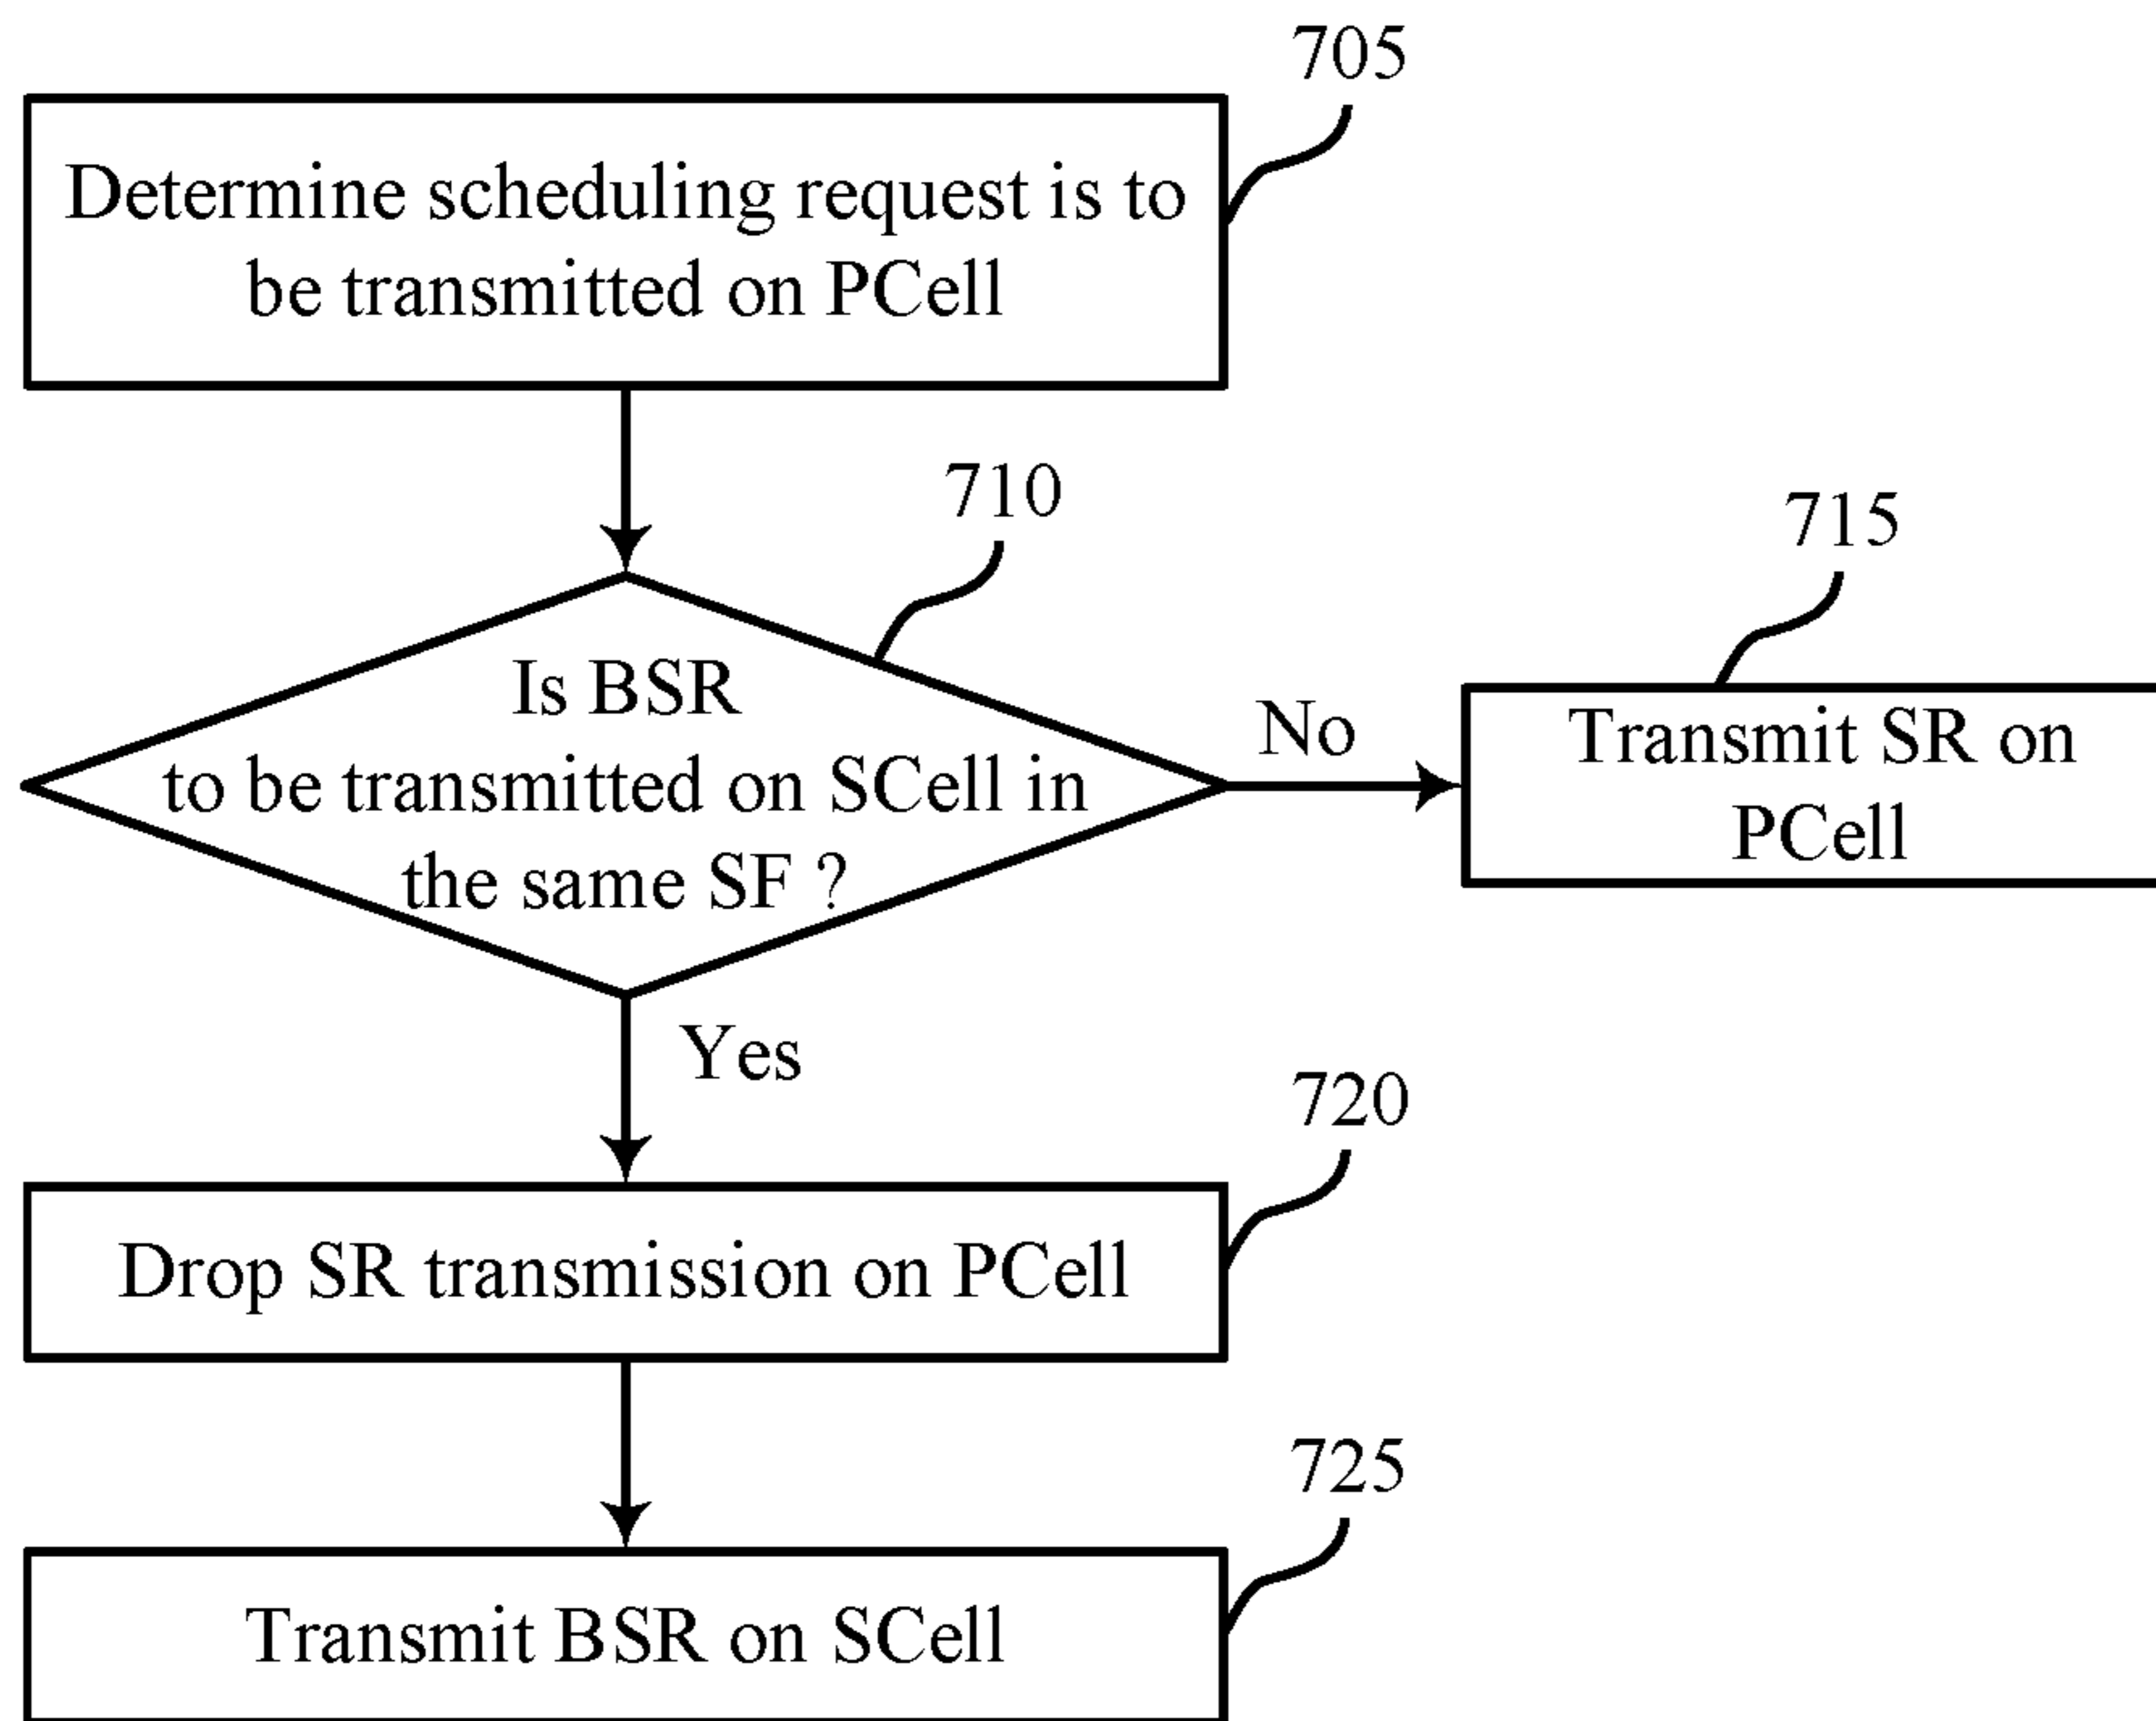 705
Determine scheduling request is to
be transmitted on PCell
710
Is BSR
to be transmitted on SCell in
the same SF ?
No
715
Transmit SR on
PCell
Yes
720
Drop SR transmission on PCell
725
Transmit BSR on SCell